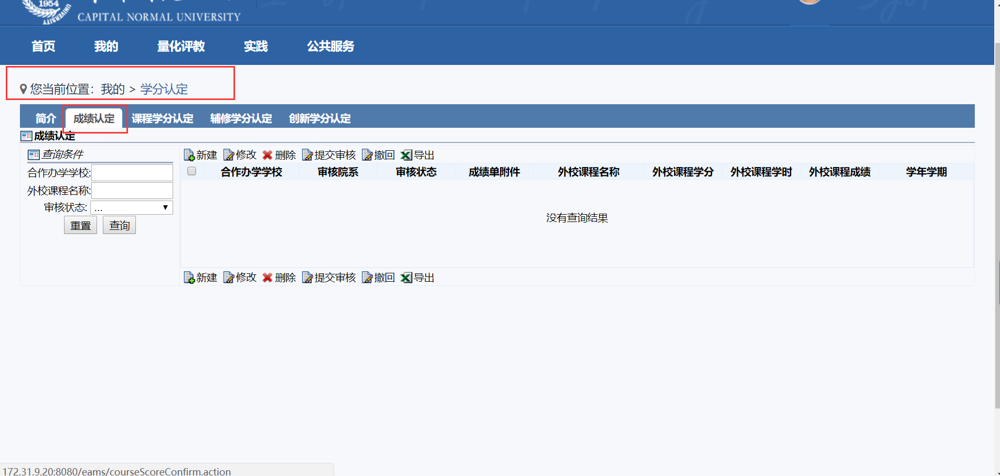 1954
UNIVERSITY
CAPITAL NORMAL UNIVERSITY
首页 我的 量化评教 实践 公共服务
您当前位置：我的 > 学分认定
简介 成绩认定 课程学分认定 辅修学分认定 创新学分认定
成绩认定
查询条件
合作办学学校:
外校课程名称:
审核状态: ...
重置 查询
新建 修改 删除 提交审核 撤回 导出
合作办学学校 审核院系 审核状态 成绩单附件 外校课程名称 外校课程学分 外校课程学时 外校课程成绩 学年学期
没有查询结果
新建 修改 删除 提交审核 撤回 导出
172.31.9.20:8080/eams/courseScoreConfirm.action